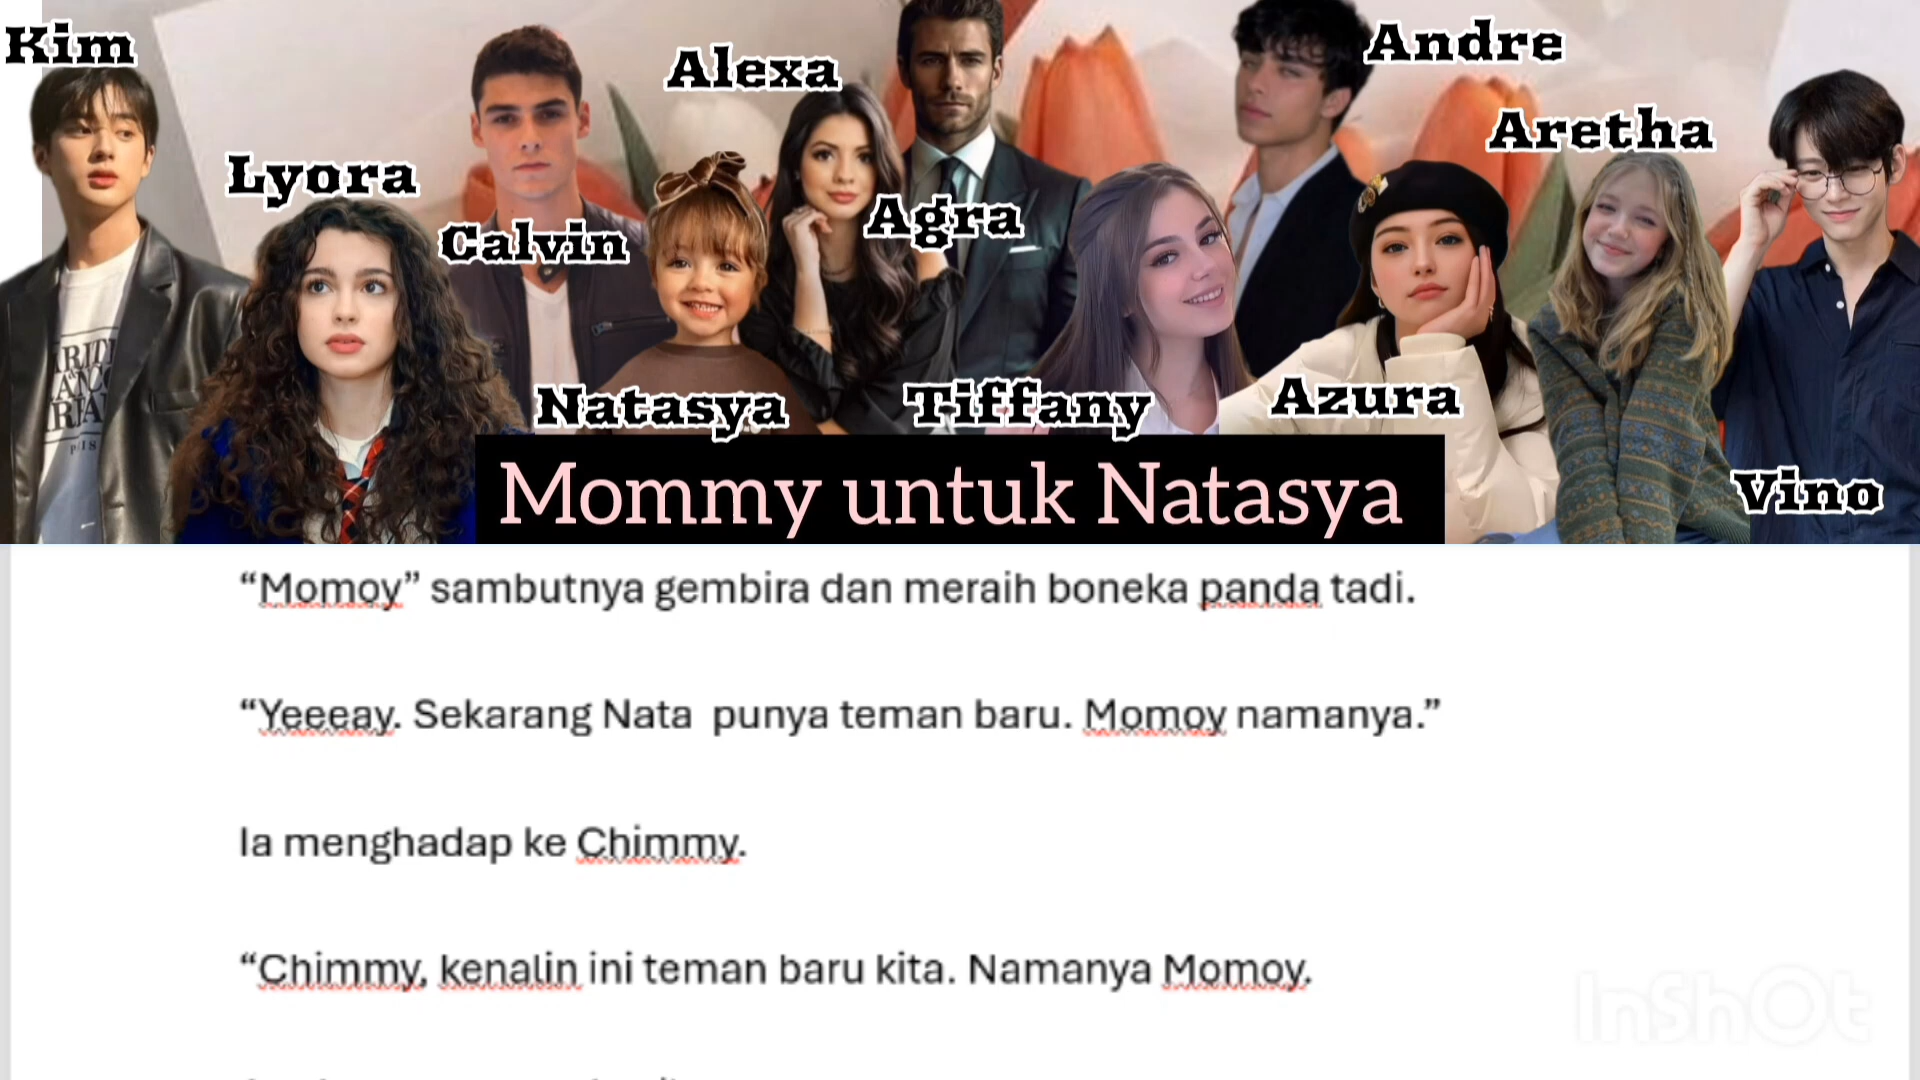 Kim
Lyora
Calvin
Alexa
Agra
Andre
Aretha
Natasya
Tiffany
Azura
Vino
Mommy untuk Natasya
“Momoy” sambutnya gembira dan meraih boneka panda tadi.
“Yeeeay. Sekarang Nata  punya teman baru. Momoy namanya.”
Ia menghadap ke Chimmy.
“Chimmy, kenalin ini teman baru kita. Namanya Momoy.
InShOt